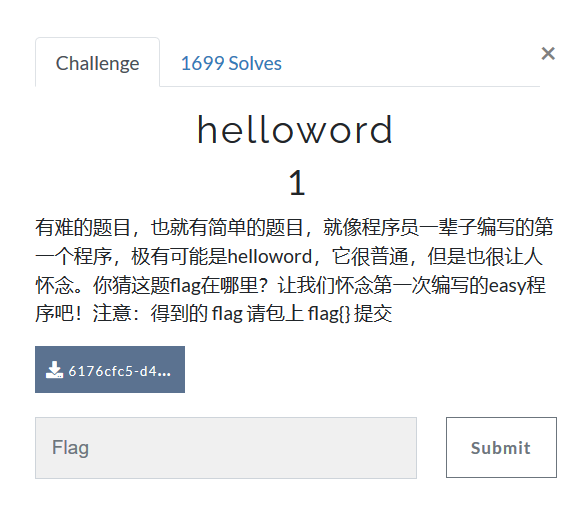 Challenge
1699 Solves
×
helloword
1
有难的题目，也就有简单的题目，就像程序员一辈子编写的第
一个程序，极有可能是helloword，它很普通，但是也很让人
怀念。你猜这题flag在哪里？让我们怀念第一次编写的easy程
序吧！注意：得到的 flag 请包上 flag{} 提交
6176cfc5-d4...
Flag
Submit